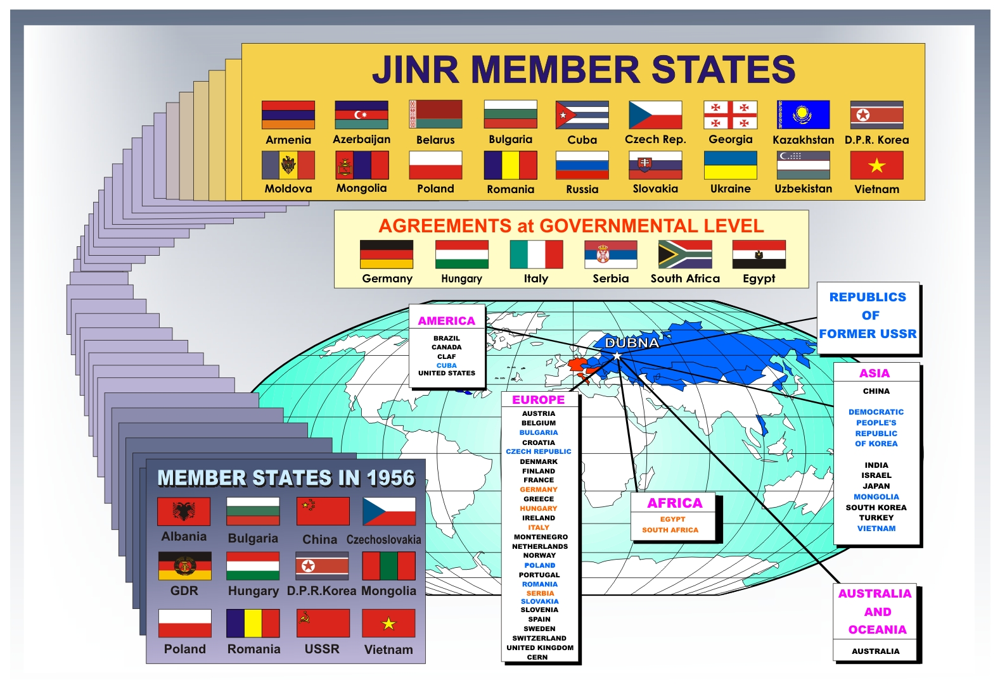 JINR MEMBER STATES
Armenia Azerbaijan Belarus Bulgaria Cuba Czech Rep. Georgia Kazakhstan D.P.R. Korea
Moldova Mongolia Poland Romania Russia Slovakia Ukraine Uzbekistan Vietnam
AGREEMENTS at GOVERNMENTAL LEVEL
Germany Hungary Italy Serbia South Africa Egypt
REPUBLICS
OF
FORMER USSR
DUBNA
AMERICA
BRAZIL
CANADA
CLAF
CUBA
UNITED STATES
EUROPE
AUSTRIA
BELGIUM
BULGARIA
CROATIA
CZECH REPUBLIC
DENMARK
FINLAND
FRANCE
GERMANY
GREECE
HUNGARY
IRELAND
ITALY
MONTENEGRO
NETHERLANDS
NORWAY
POLAND
PORTUGAL
ROMANIA
SERBIA
SLOVAKIA
SLOVENIA
SPAIN
SWEDEN
SWITZERLAND
UNITED KINGDOM
CERN
AFRICA
EGYPT
SOUTH AFRICA
ASIA
CHINA
DEMOCRATIC
PEOPLE'S
REPUBLIC
OF KOREA
INDIA
ISRAEL
JAPAN
MONGOLIA
SOUTH KOREA
TURKEY
VIETNAM
AUSTRALIA
AND
OCEANIA
AUSTRALIA
MEMBER STATES IN 1956
Albania Bulgaria China Czechoslovakia
GDR Hungary D.P.R.Korea Mongolia
Poland Romania USSR Vietnam